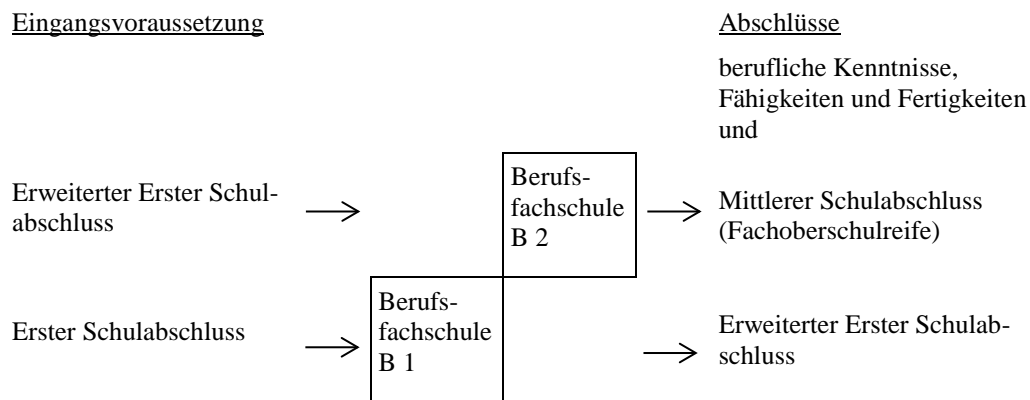 Eingangsvoraussetzung
Abschlüsse
berufliche Kenntnisse,
Fähigkeiten und Fertigkeiten
und
Erweiterter Erster Schul-
abschluss
Berufs-
fachschule
B 2
Mittlerer Schulabschluss
(Fachoberschulreife)
Erster Schulabschluss
Berufs-
fachschule
B 1
Erweiterter Erster Schulab-
schluss